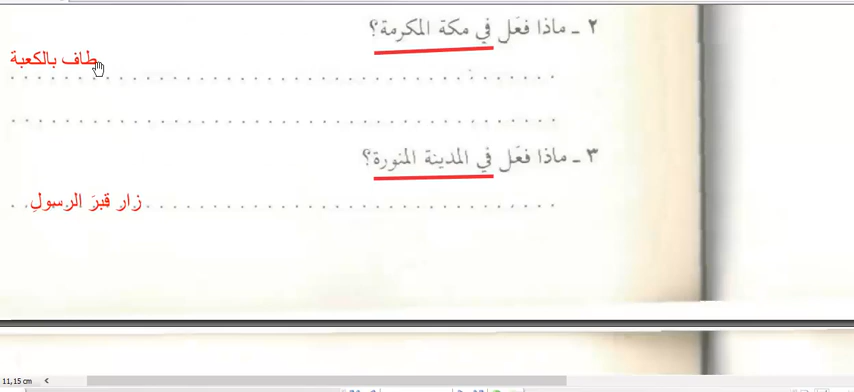 ٢ ـ ماذا فعَل في مكة المكرمة؟
طاف بالكعبة
٣ ـ ماذا فعَل في المدينة المنورة؟
زار قبرَ الرسولِ
11,15 cm